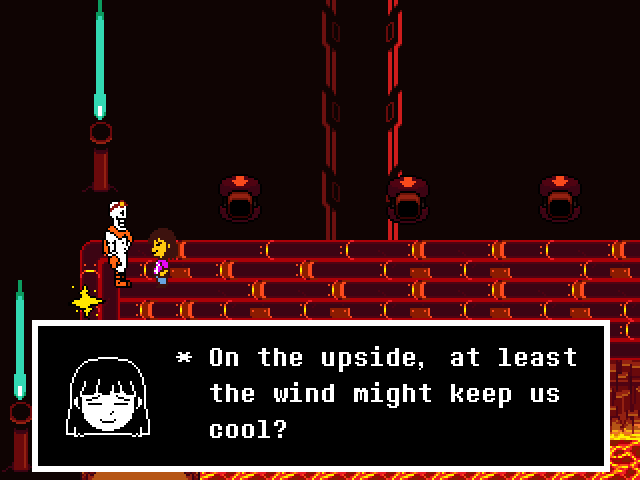 * On the upside, at least
the wind might keep us
cool?